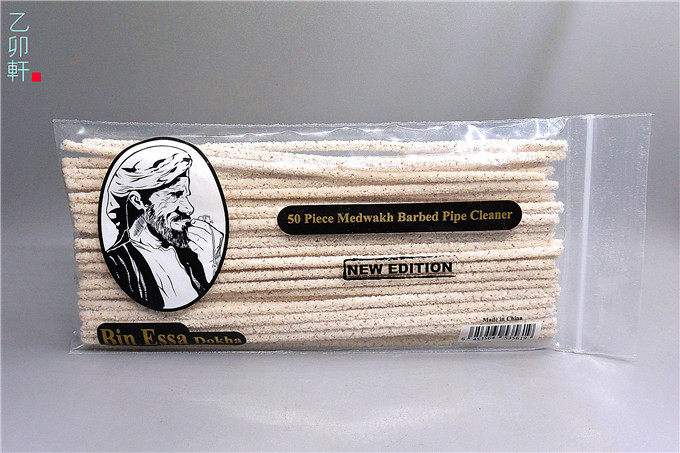 乙
卯
軒
50 Piece Medwakh Barbed Pipe Cleaner
NEW EDITION
Bin Essa Dokha
Made in China